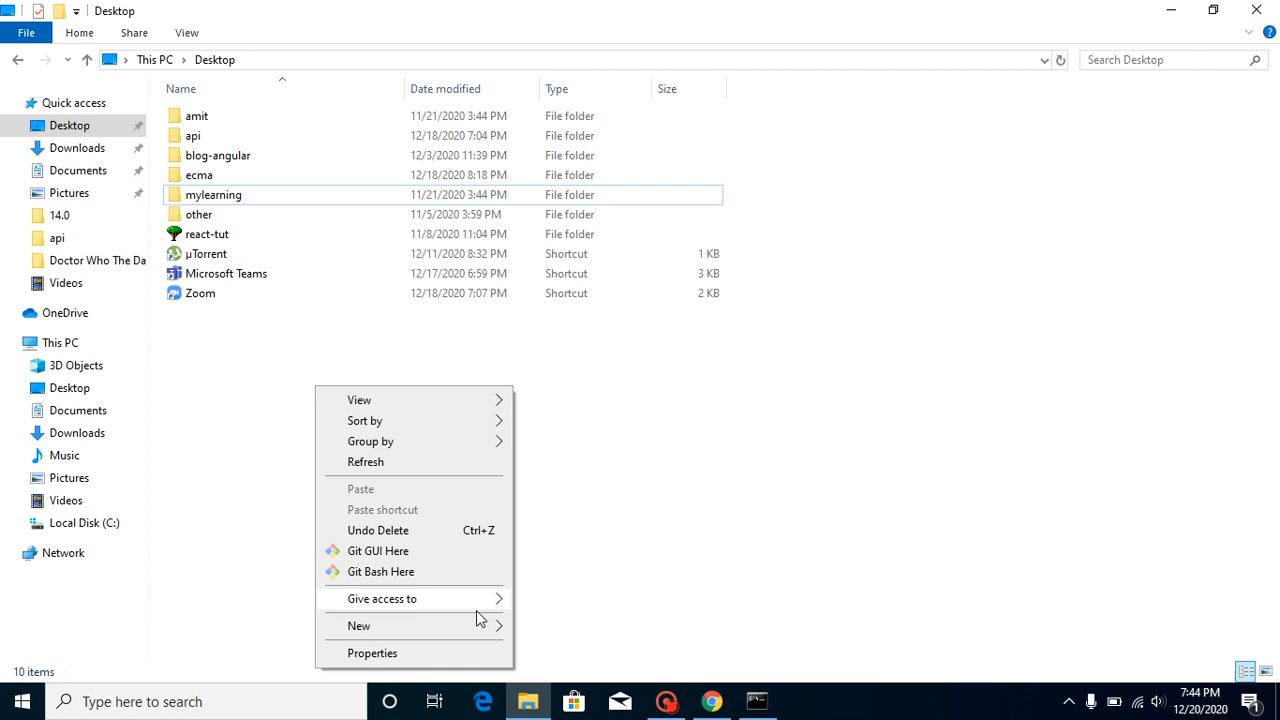 Desktop
File Home Share View
This PC Desktop Search Desktop
Name Date modified Type Size
Quick access
Desktop
Downloads
Documents
Pictures
14.0
api
Doctor Who The Da
Videos
OneDrive
This PC
3D Objects
Desktop
Documents
Downloads
Music
Pictures
Videos
Local Disk (C:)
Network
amit 11/21/2020 3:44 PM File folder
api 12/18/2020 7:04 PM File folder
blog-angular 12/3/2020 11:39 PM File folder
ecma 12/18/2020 8:18 PM File folder
mylearning 11/21/2020 3:44 PM File folder
other 11/5/2020 3:59 PM File folder
react-tut 11/8/2020 11:04 PM File folder
µTorrent 12/11/2020 8:32 PM Shortcut 1 KB
Microsoft Teams 12/17/2020 6:59 PM Shortcut 3 KB
Zoom 12/18/2020 7:07 PM Shortcut 2 KB
View
Sort by
Group by
Refresh
Paste
Paste shortcut
Undo Delete Ctrl+Z
Git GUI Here
Git Bash Here
Give access to
New
Properties
10 items
Type here to search
7:44 PM
12/20/2020
1